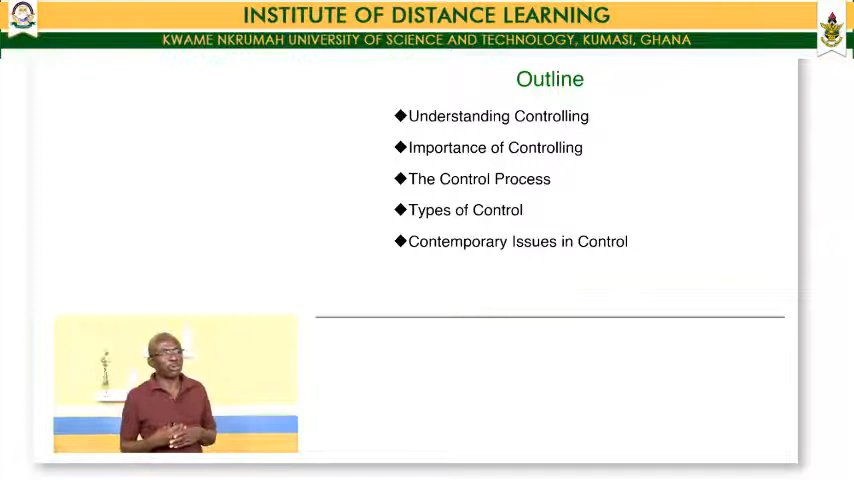 INSTITUTE OF DISTANCE LEARNING
KWAME NKRUMAH UNIVERSITY OF SCIENCE AND TECHNOLOGY, KUMASI, GHANA
Outline
◆Understanding Controlling
◆Importance of Controlling
◆The Control Process
◆Types of Control
◆Contemporary Issues in Control